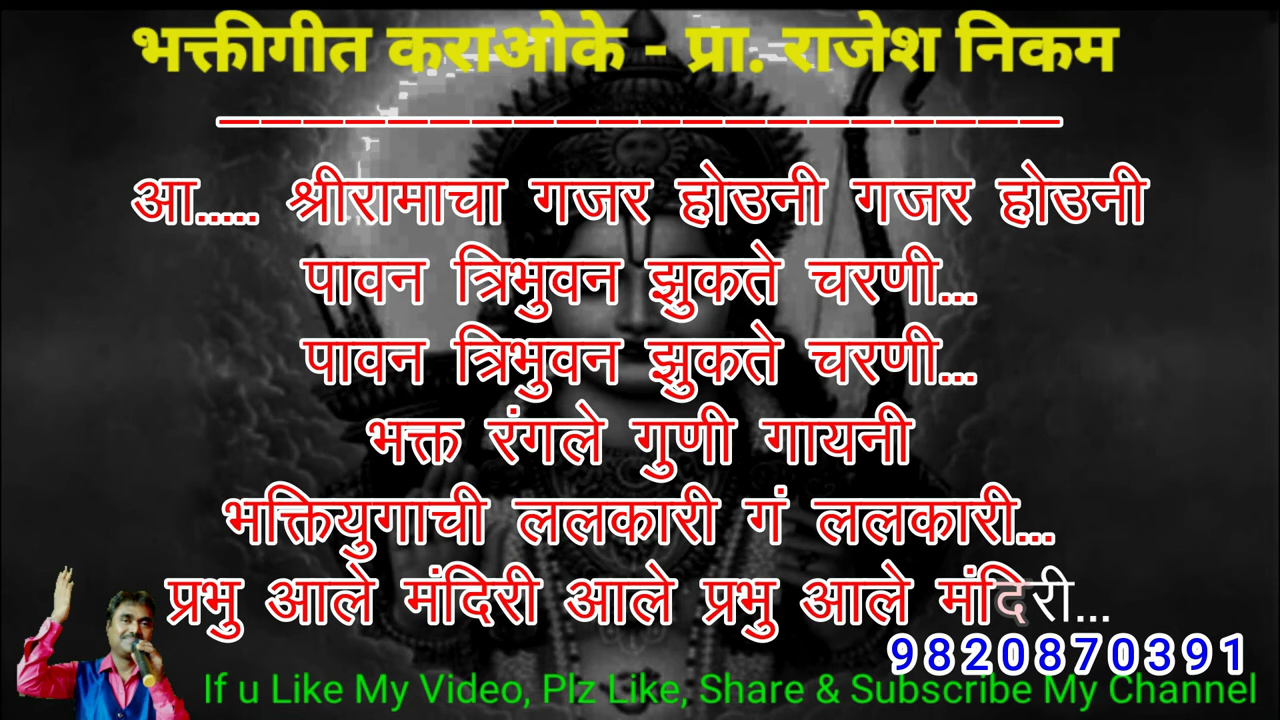 भक्तीगीत कराओके - प्रा. राजेश निकम
--------------------
आ..... श्रीरामाचा गजर होउनी गजर होउनी
पावन त्रिभुवन झुकते चरणी...
पावन त्रिभुवन झुकते चरणी...
भक्त रंगले गुणी गायनी
भक्तियुगाची ललकारी गं ललकारी...
प्रभु आले मंदिरी आले प्रभु आले मंदिरी...
9820870391
If u Like My Video, Plz Like, Share & Subscribe My Channel